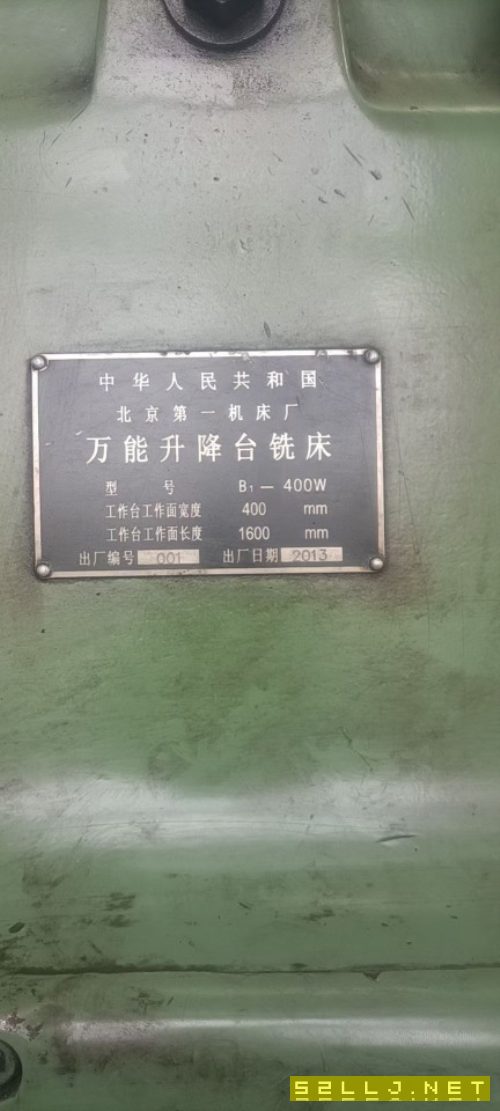 中华人民共和国
北京第一机床厂
万能升降台铣床
型号 B₁—400W
工作台工作面宽度 400 mm
工作台工作面长度 1600 mm
出厂编号 001 出厂日期 2013
52LLJ.NET